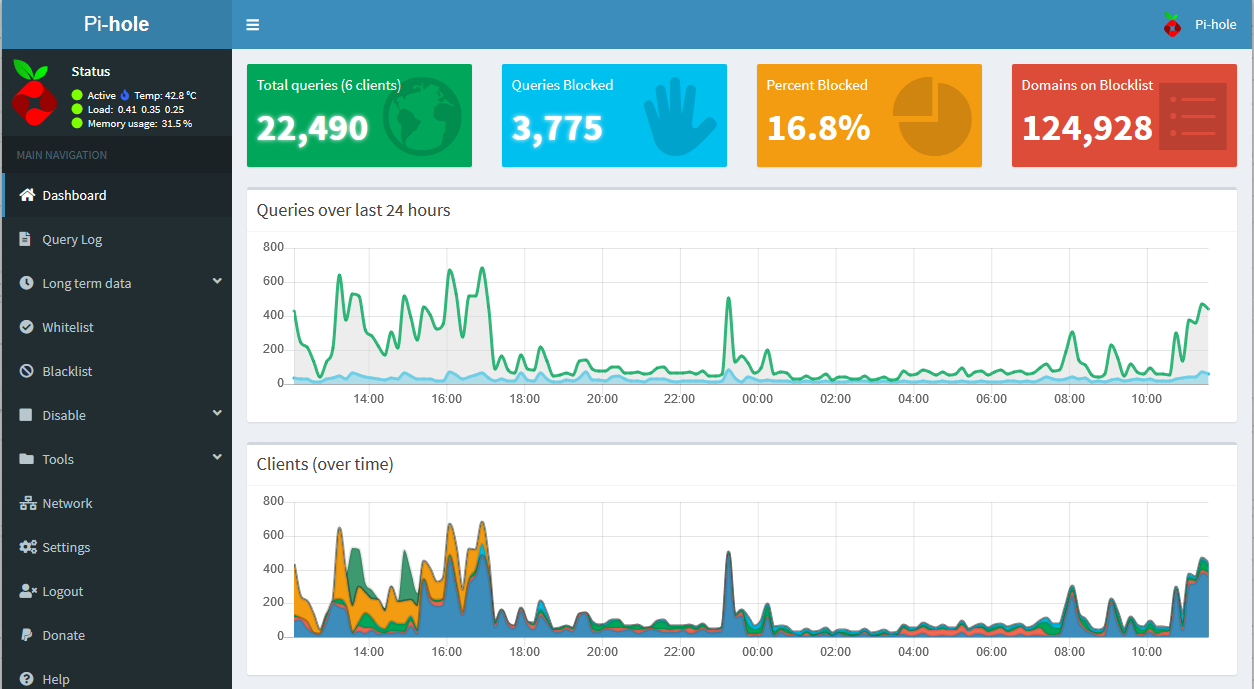 Pi-hole
Pi-hole
Status
Active Temp: 42.8 °C
Load: 0.41 0.35 0.25
Memory usage: 31.5 %
MAIN NAVIGATION
Dashboard
Query Log
Long term data
Whitelist
Blacklist
Disable
Tools
Network
Settings
Logout
Donate
Help
Total queries (6 clients)
22,490
Queries Blocked
3,775
Percent Blocked
16.8%
Domains on Blocklist
124,928
Queries over last 24 hours
800
600
400
200
0
14:00 16:00 18:00 20:00 22:00 00:00 02:00 04:00 06:00 08:00 10:00
Clients (over time)
800
600
400
200
0
14:00 16:00 18:00 20:00 22:00 00:00 02:00 04:00 06:00 08:00 10:00